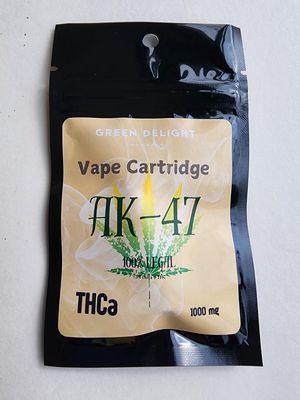 GREEN DELIGHT
Vape Cartridge
AK-47
100% LEGAL
THCa
1000 mg